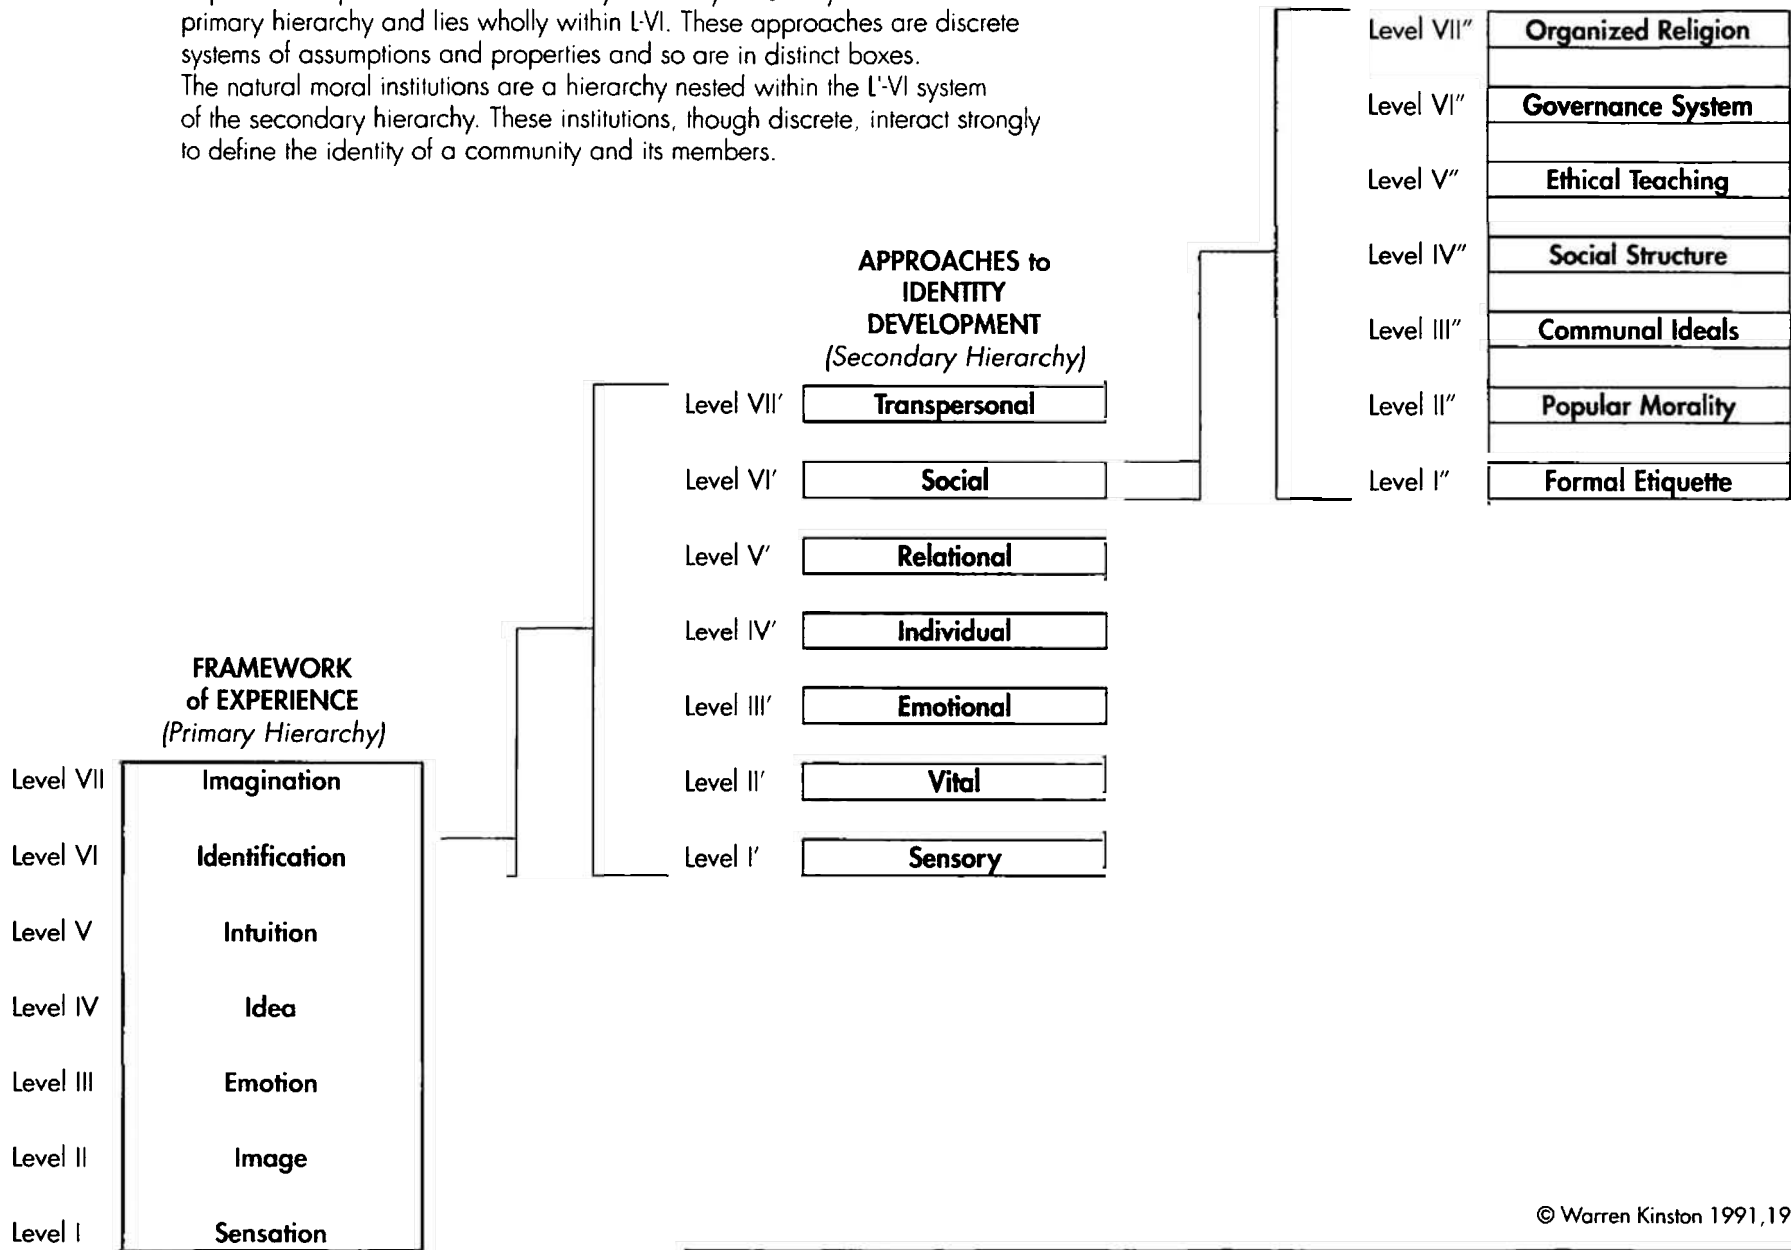 primary hierarchy and lies wholly within L-VI. These approaches are discrete
systems of assumptions and properties and so are in distinct boxes.
The natural moral institutions are a hierarchy nested within the L'-VI system
of the secondary hierarchy. These institutions, though discrete, interact strongly
to define the identity of a community and its members.
Level VII" Organized Religion
Level VI" Governance System
Level V" Ethical Teaching
Level IV" Social Structure
Level III" Communal Ideals
Level II" Popular Morality
Level I" Formal Etiquette
APPROACHES to
IDENTITY
DEVELOPMENT
(Secondary Hierarchy)
Level VII' Transpersonal
Level VI' Social
Level V' Relational
Level IV' Individual
Level III' Emotional
Level II' Vital
Level I' Sensory
FRAMEWORK
of EXPERIENCE
(Primary Hierarchy)
Level VII Imagination
Level VI Identification
Level V Intuition
Level IV Idea
Level III Emotion
Level II Image
Level I Sensation
© Warren Kinston 1991,19